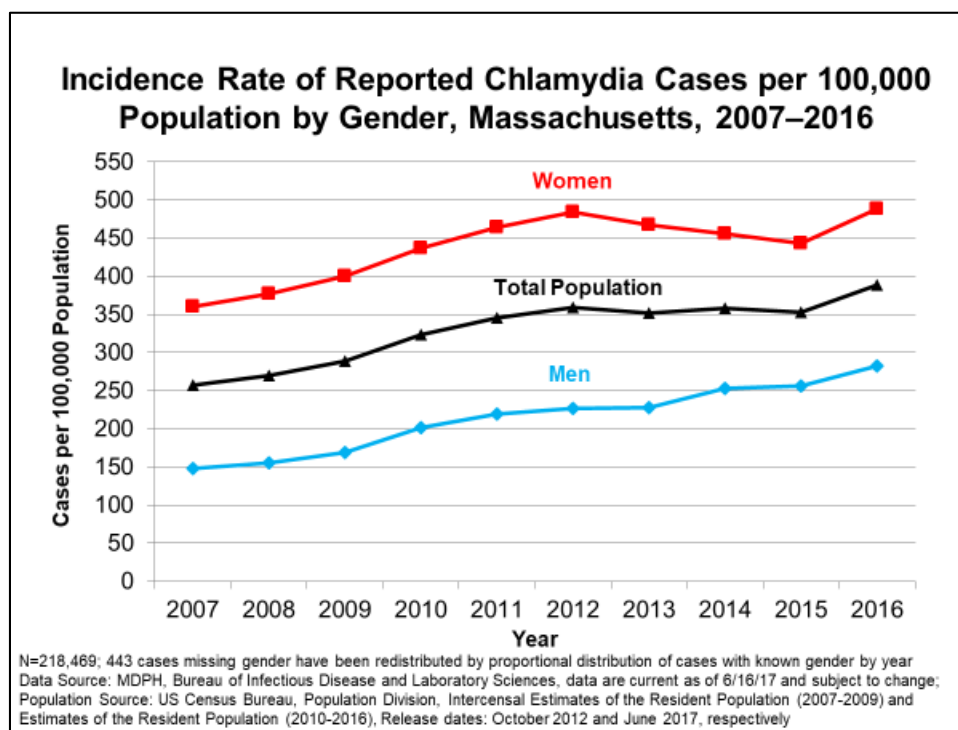 Incidence Rate of Reported Chlamydia Cases per 100,000
Population by Gender, Massachusetts, 2007–2016
550
500
450
400
350
300
250
200
150
100
50
0
Cases per 100,000 Population
Women
Total Population
Men
2007 2008 2009 2010 2011 2012 2013 2014 2015 2016
Year
N=218,469; 443 cases missing gender have been redistributed by proportional distribution of cases with known gender by year
Data Source: MDPH, Bureau of Infectious Disease and Laboratory Sciences, data are current as of 6/16/17 and subject to change;
Population Source: US Census Bureau, Population Division, Intercensal Estimates of the Resident Population (2007-2009) and
Estimates of the Resident Population (2010-2016), Release dates: October 2012 and June 2017, respectively